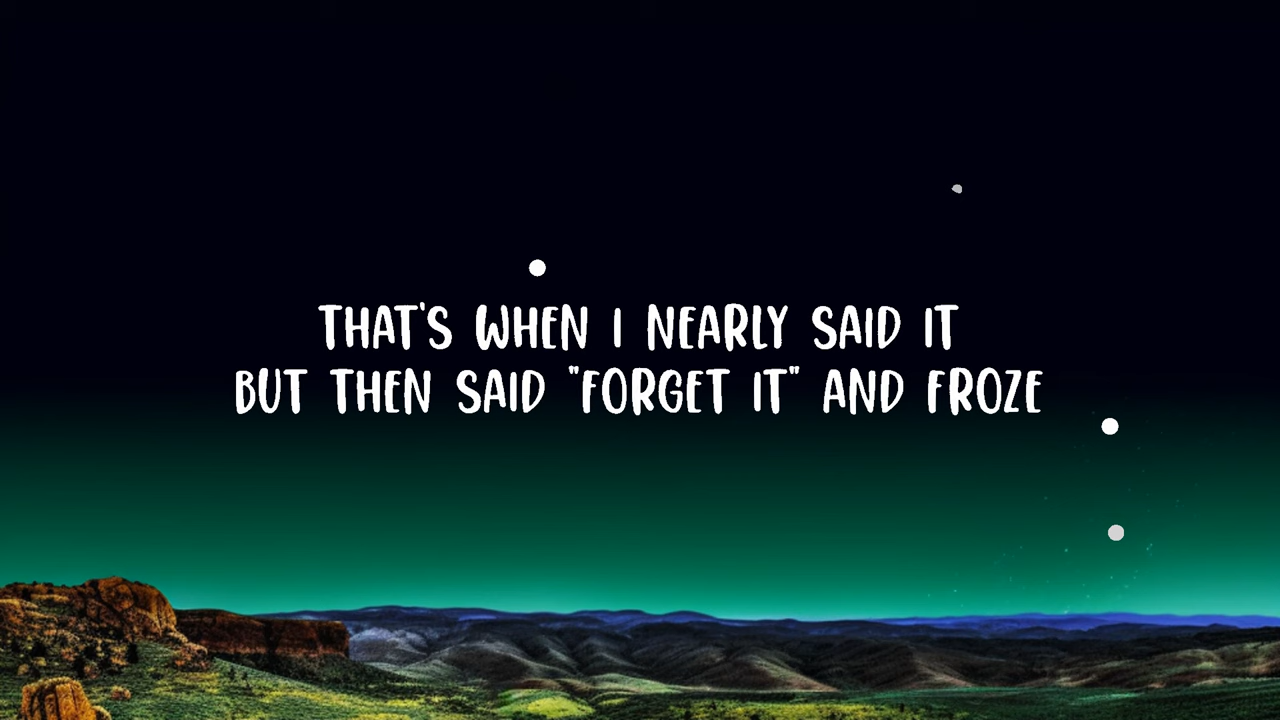 THAT'S WHEN I NEARLY SAID IT
BUT THEN SAID "FORGET IT" AND FROZE